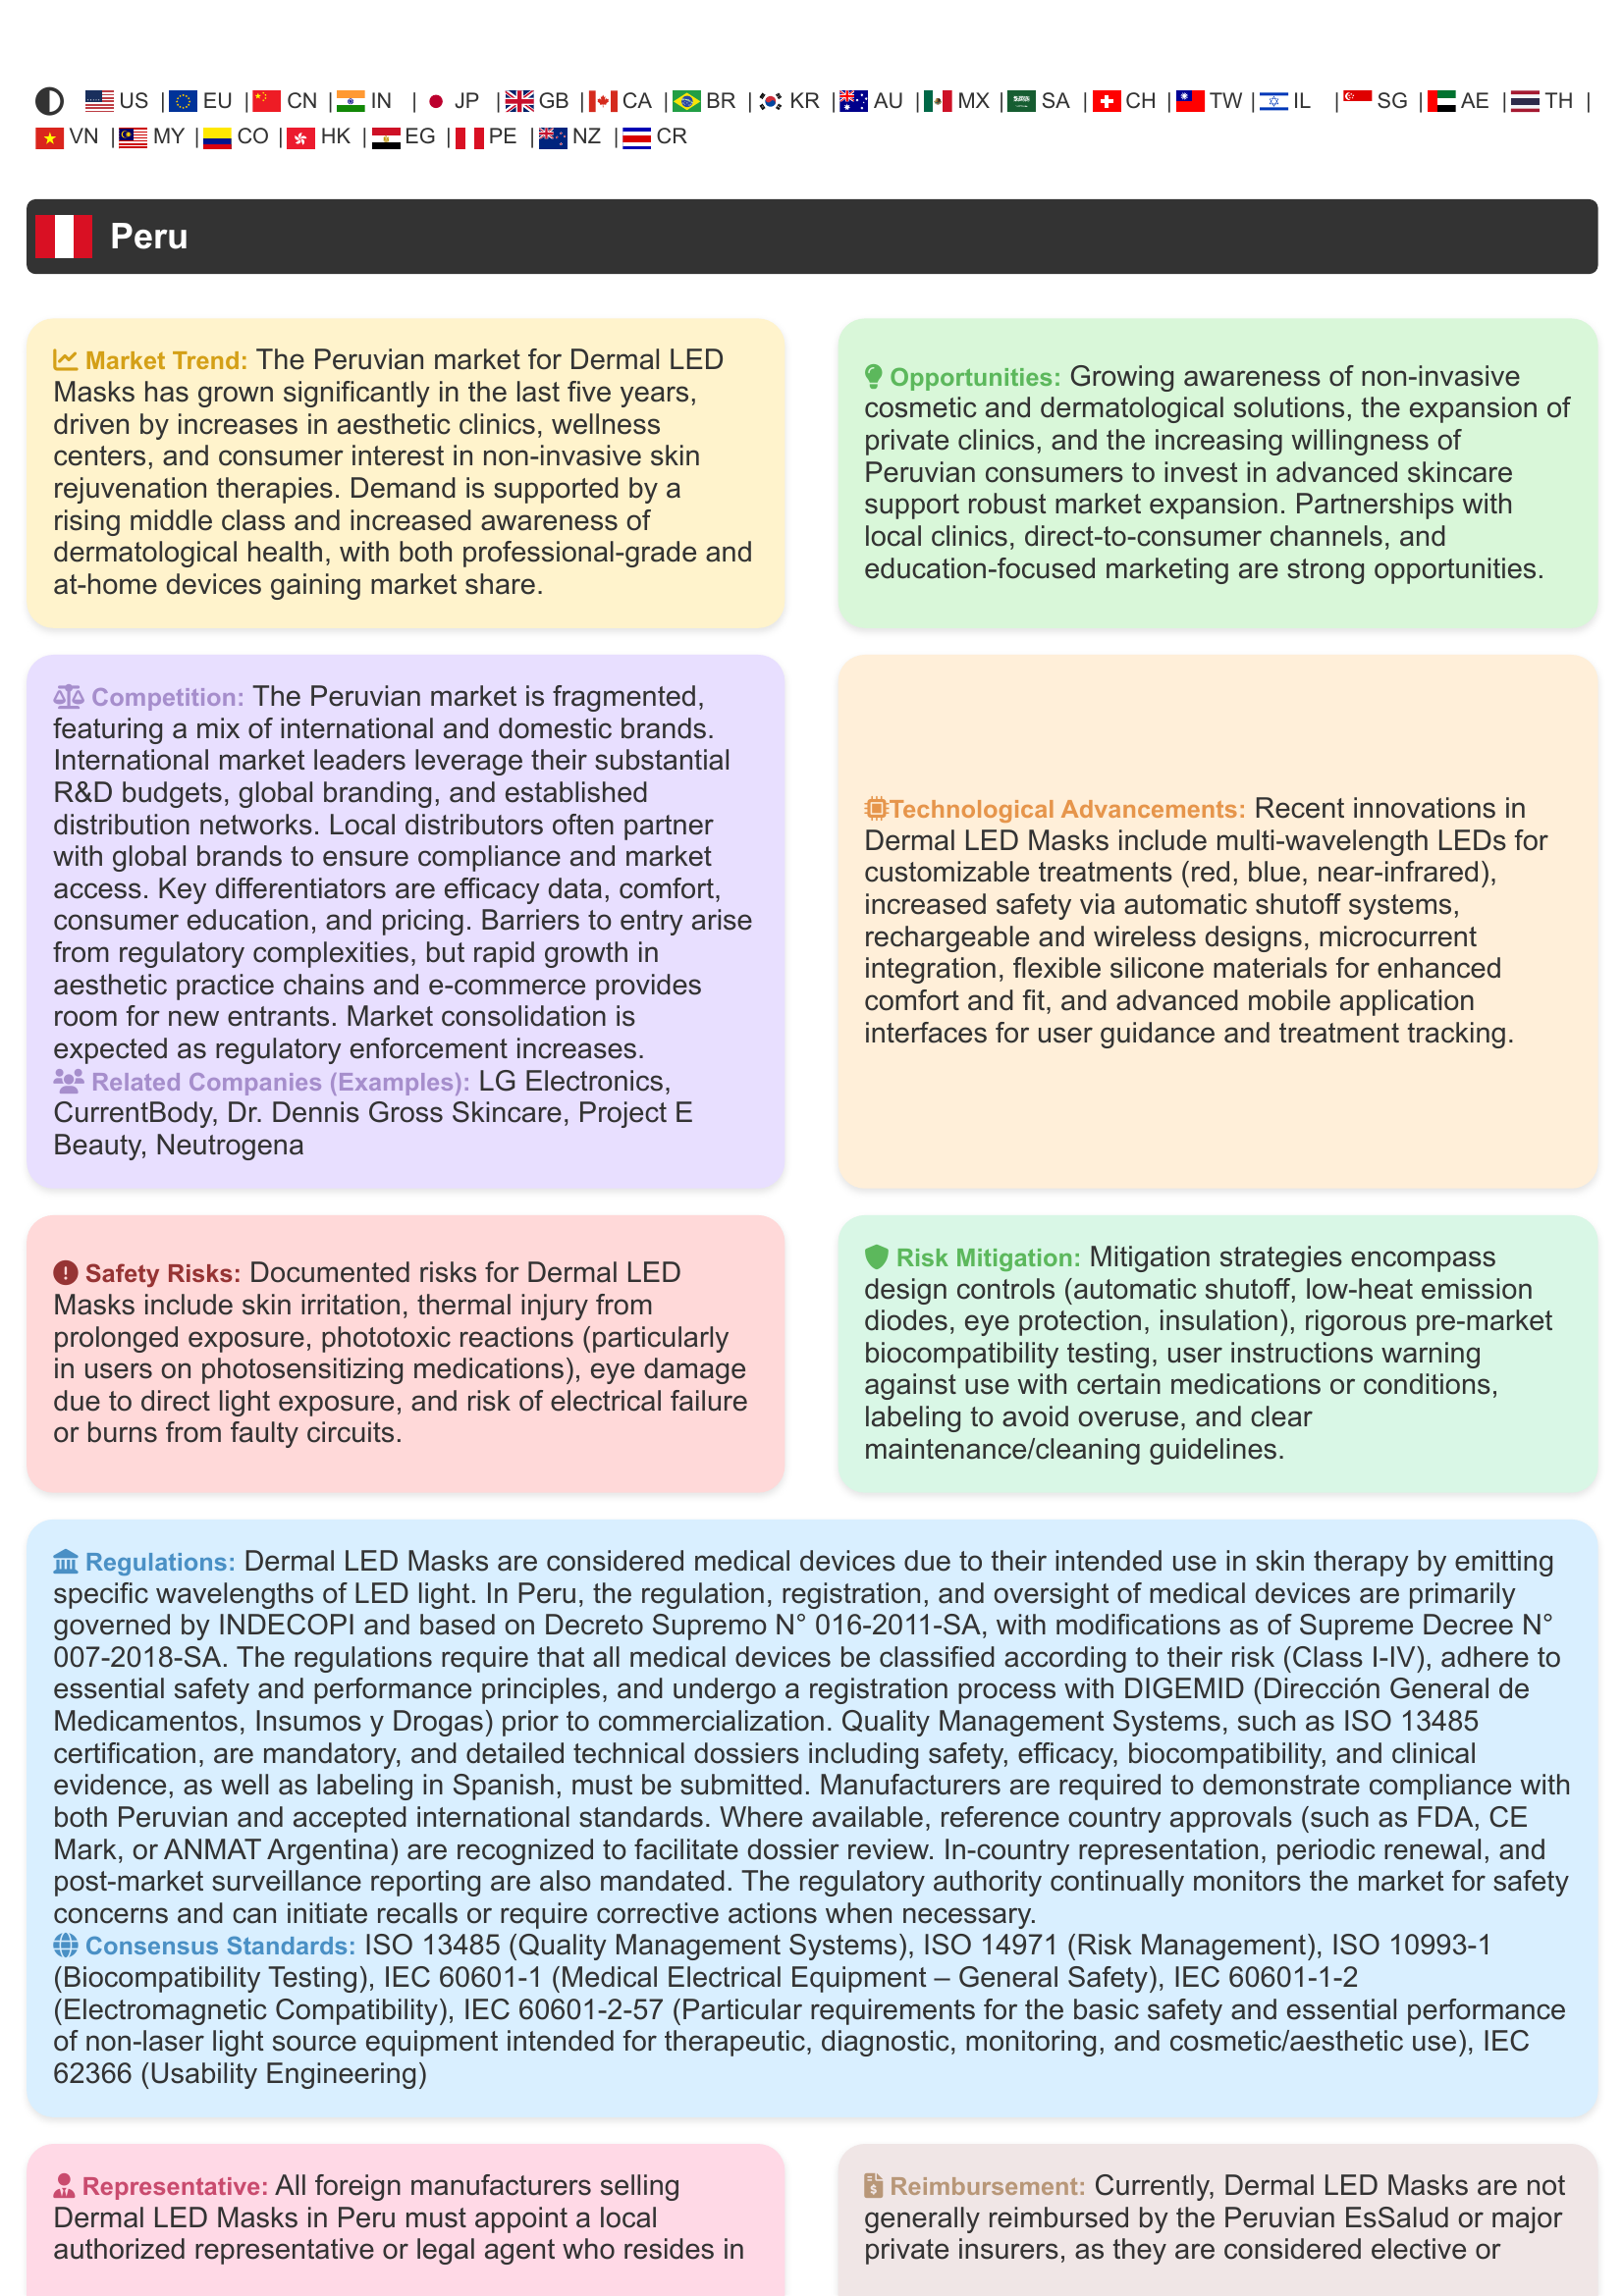 US | EU | CN | IN | JP | GB | CA | BR | KR | AU | MX | SA | CH | TW | IL | SG | AE | TH |
VN | MY | CO | HK | EG | PE | NZ | CR
Peru
Market Trend: The Peruvian market for Dermal LED
Masks has grown significantly in the last five years,
driven by increases in aesthetic clinics, wellness
centers, and consumer interest in non-invasive skin
rejuvenation therapies. Demand is supported by a
rising middle class and increased awareness of
dermatological health, with both professional-grade and
at-home devices gaining market share.
Opportunities: Growing awareness of non-invasive
cosmetic and dermatological solutions, the expansion of
private clinics, and the increasing willingness of
Peruvian consumers to invest in advanced skincare
support robust market expansion. Partnerships with
local clinics, direct-to-consumer channels, and
education-focused marketing are strong opportunities.
Competition: The Peruvian market is fragmented,
featuring a mix of international and domestic brands.
International market leaders leverage their substantial
R&D budgets, global branding, and established
distribution networks. Local distributors often partner
with global brands to ensure compliance and market
access. Key differentiators are efficacy data, comfort,
consumer education, and pricing. Barriers to entry arise
from regulatory complexities, but rapid growth in
aesthetic practice chains and e-commerce provides
room for new entrants. Market consolidation is
expected as regulatory enforcement increases.
Related Companies (Examples): LG Electronics,
CurrentBody, Dr. Dennis Gross Skincare, Project E
Beauty, Neutrogena
Technological Advancements: Recent innovations in
Dermal LED Masks include multi-wavelength LEDs for
customizable treatments (red, blue, near-infrared),
increased safety via automatic shutoff systems,
rechargeable and wireless designs, microcurrent
integration, flexible silicone materials for enhanced
comfort and fit, and advanced mobile application
interfaces for user guidance and treatment tracking.
Safety Risks: Documented risks for Dermal LED
Masks include skin irritation, thermal injury from
prolonged exposure, phototoxic reactions (particularly
in users on photosensitizing medications), eye damage
due to direct light exposure, and risk of electrical failure
or burns from faulty circuits.
Risk Mitigation: Mitigation strategies encompass
design controls (automatic shutoff, low-heat emission
diodes, eye protection, insulation), rigorous pre-market
biocompatibility testing, user instructions warning
against use with certain medications or conditions,
labeling to avoid overuse, and clear
maintenance/cleaning guidelines.
Regulations: Dermal LED Masks are considered medical devices due to their intended use in skin therapy by emitting
specific wavelengths of LED light. In Peru, the regulation, registration, and oversight of medical devices are primarily
governed by INDECOPI and based on Decreto Supremo N° 016-2011-SA, with modifications as of Supreme Decree N°
007-2018-SA. The regulations require that all medical devices be classified according to their risk (Class I-IV), adhere to
essential safety and performance principles, and undergo a registration process with DIGEMID (Dirección General de
Medicamentos, Insumos y Drogas) prior to commercialization. Quality Management Systems, such as ISO 13485
certification, are mandatory, and detailed technical dossiers including safety, efficacy, biocompatibility, and clinical
evidence, as well as labeling in Spanish, must be submitted. Manufacturers are required to demonstrate compliance with
both Peruvian and accepted international standards. Where available, reference country approvals (such as FDA, CE
Mark, or ANMAT Argentina) are recognized to facilitate dossier review. In-country representation, periodic renewal, and
post-market surveillance reporting are also mandated. The regulatory authority continually monitors the market for safety
concerns and can initiate recalls or require corrective actions when necessary.
Consensus Standards: ISO 13485 (Quality Management Systems), ISO 14971 (Risk Management), ISO 10993-1
(Biocompatibility Testing), IEC 60601-1 (Medical Electrical Equipment – General Safety), IEC 60601-1-2
(Electromagnetic Compatibility), IEC 60601-2-57 (Particular requirements for the basic safety and essential performance
of non-laser light source equipment intended for therapeutic, diagnostic, monitoring, and cosmetic/aesthetic use), IEC
62366 (Usability Engineering)
Representative: All foreign manufacturers selling
Dermal LED Masks in Peru must appoint a local
authorized representative or legal agent who resides in
Reimbursement: Currently, Dermal LED Masks are not
generally reimbursed by the Peruvian EsSalud or major
private insurers, as they are considered elective or